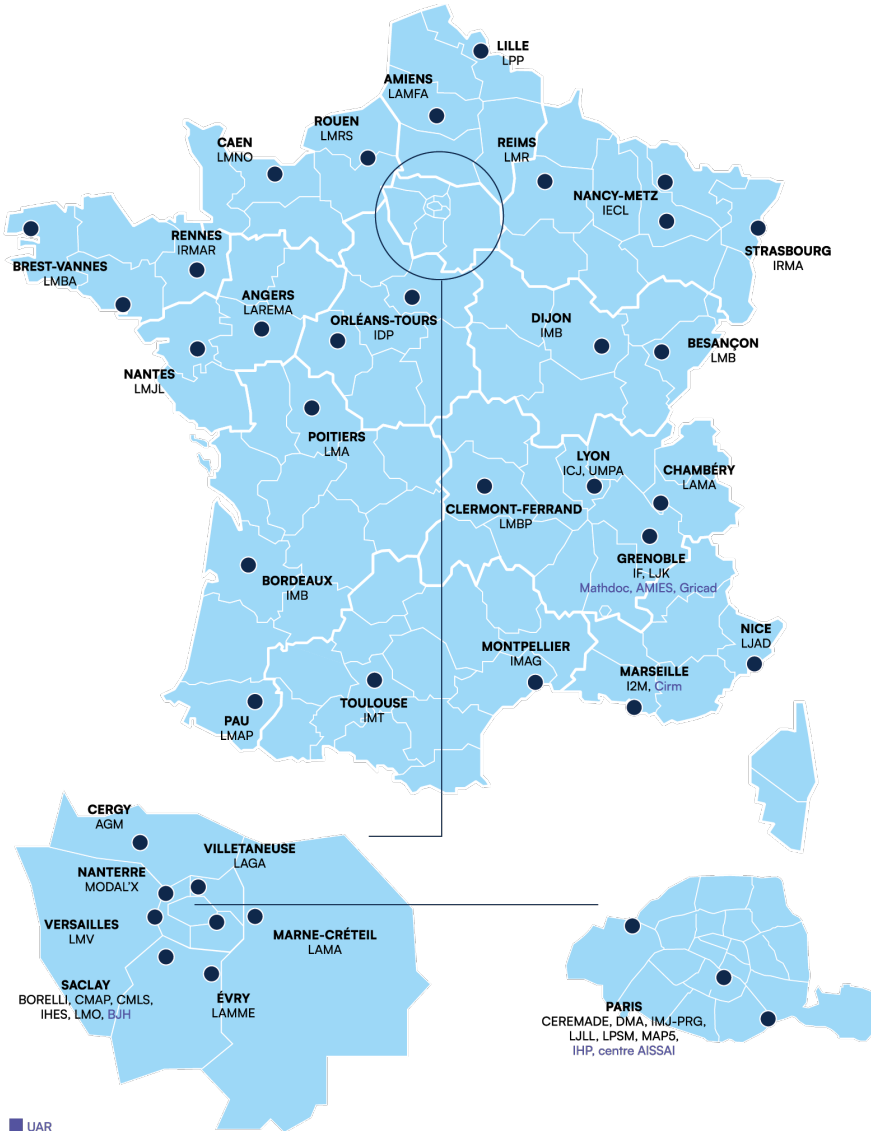 LILLE
LPP
AMIENS
LAMFA
ROUEN
LMRS
CAEN
LMNO
REIMS
LMR
NANCY-METZ
IECL
STRASBOURG
IRMA
RENNES
IRMAR
BREST-VANNES
LMBA
ANGERS
LAREMA
ORLÉANS-TOURS
IDP
DIJON
IMB
BESANÇON
LMB
NANTES
LMJL
POITIERS
LMA
LYON
ICJ, UMPA
CHAMBÉRY
LAMA
CLERMONT-FERRAND
LMBP
GRENOBLE
IF, LJK
Mathdoc, AMIES, Gricad
BORDEAUX
IMB
NICE
LJAD
MONTPELLIER
IMAG
MARSEILLE
I2M, Cirm
TOULOUSE
IMT
PAU
LMAP
CERGY
AGM
VILLETANEUSE
LAGA
NANTERRE
MODAL'X
VERSAILLES
LMV
MARNE-CRÉTEIL
LAMA
SACLAY
BORELLI, CMAP, CMLS,
IHES, LMO, BJH
ÉVRY
LAMME
PARIS
CEREMADE, DMA, IMJ-PRG,
LJLL, LPSM, MAP5,
IHP, centre AISSAI
UAR